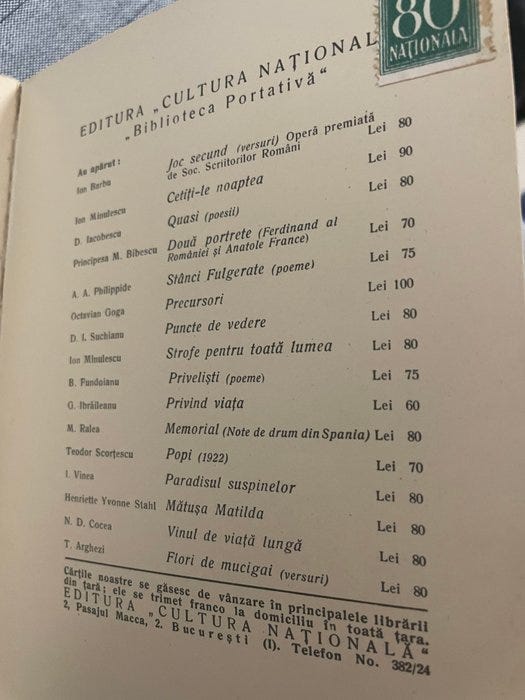 80
NAȚIONALA
EDITURA „CULTURA NAȚIONAL
„Biblioteca Portativă“
Au apărut :
Ion Barbu Joc secund (versuri) Operă premiată
de Soc. Scriitorilor Români Lei 80
Ion Minulescu Cetiți-le noaptea Lei 90
D. Iacobescu Quasi (poesii) Lei 80
Principesa M. Bibescu Două portrete (Ferdinand al
României și Anatole France) Lei 70
A. A. Philippide Stânci Fulgerate (poeme) Lei 75
Octavian Goga Precursori Lei 100
D. I. Suchianu Puncte de vedere Lei 80
Ion Minulescu Strofe pentru toată lumea Lei 80
B. Fundoianu Priveliști (poeme) Lei 75
G. Ibrăileanu Privind viața Lei 60
M. Ralea Memorial (Note de drum din Spania) Lei 80
Teodor Scorțescu Popi (1922) Lei 70
I. Vinea Paradisul suspinelor Lei 80
Henriette Yvonne Stahl Mătușa Matilda Lei 80
N. D. Cocea Vinul de viață lungă Lei 80
T. Arghezi Flori de mucigai (versuri) Lei 80
Cărțile noastre se găsesc de vânzare în principalele librării
din țară; ele se trimet franco la domiciliu în toată țara.
EDITURA „CULTURA NAȚIONALĂ“
2, Pasajul Macca, 2. București (I). Telefon No. 382/24